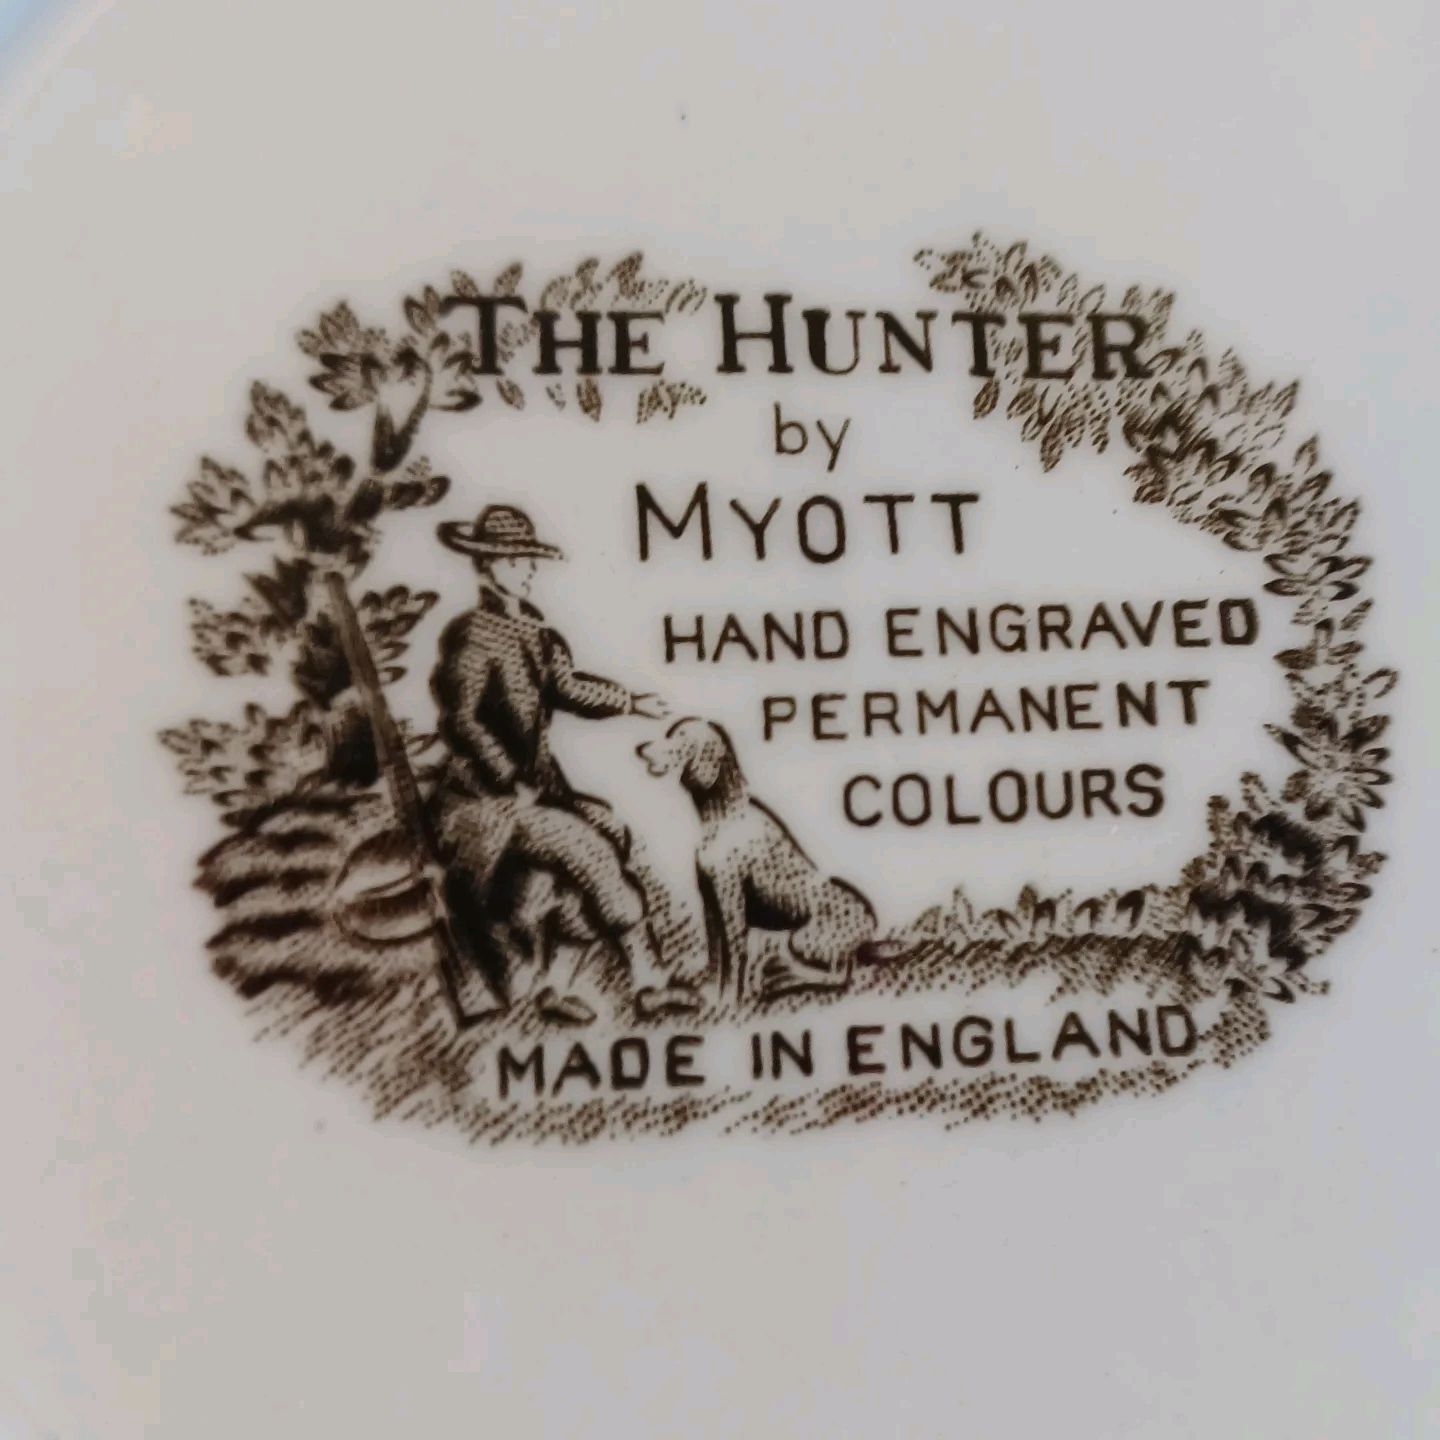 THE HUNTER
by
MYOTT
HAND ENGRAVED
PERMANENT
COLOURS
MADE IN ENGLAND